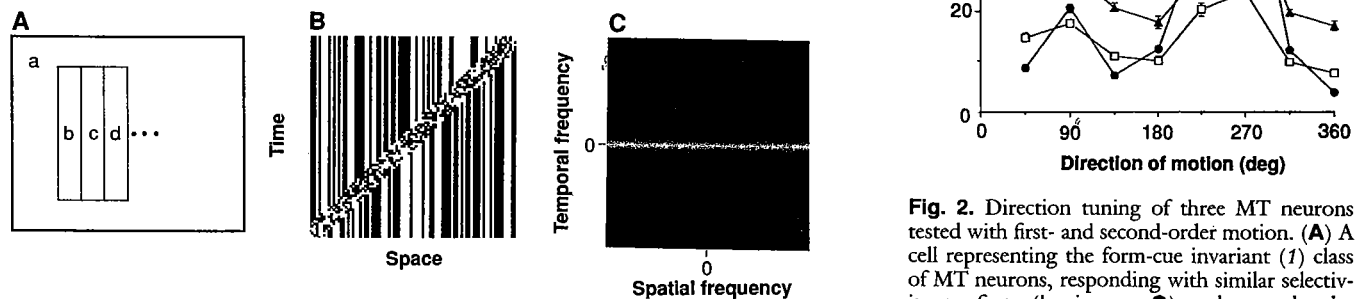 A
a
b c d •••
B
Time
Space
C
Temporal frequency
0
0
Spatial frequency
20
0
0 90 180 270 360
Direction of motion (deg)
Fig. 2. Direction tuning of three MT neurons
tested with first- and second-order motion. (A) A
cell representing the form-cue invariant (1) class
of MT neurons, responding with similar selectiv-